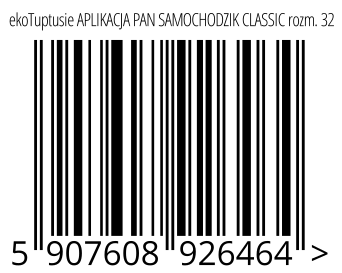 ekoTuptusie APLIKACJA PAN SAMOCHODZIK CLASSIC rozm. 32
5 907608 926464 >